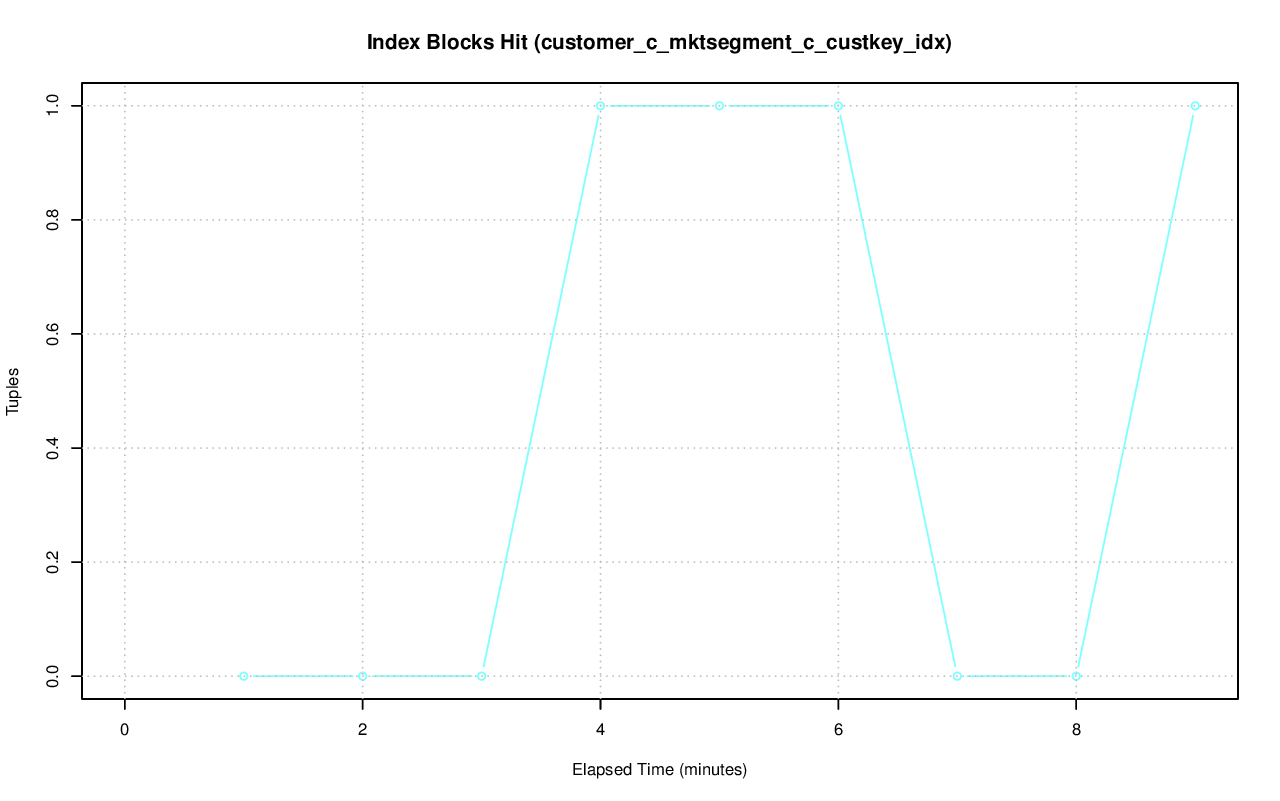 Index Blocks Hit (customer_c_mktsegment_c_custkey_idx)
Tuples
1.0
0.8
0.6
0.4
0.2
0.0
0 2 4 6 8
Elapsed Time (minutes)